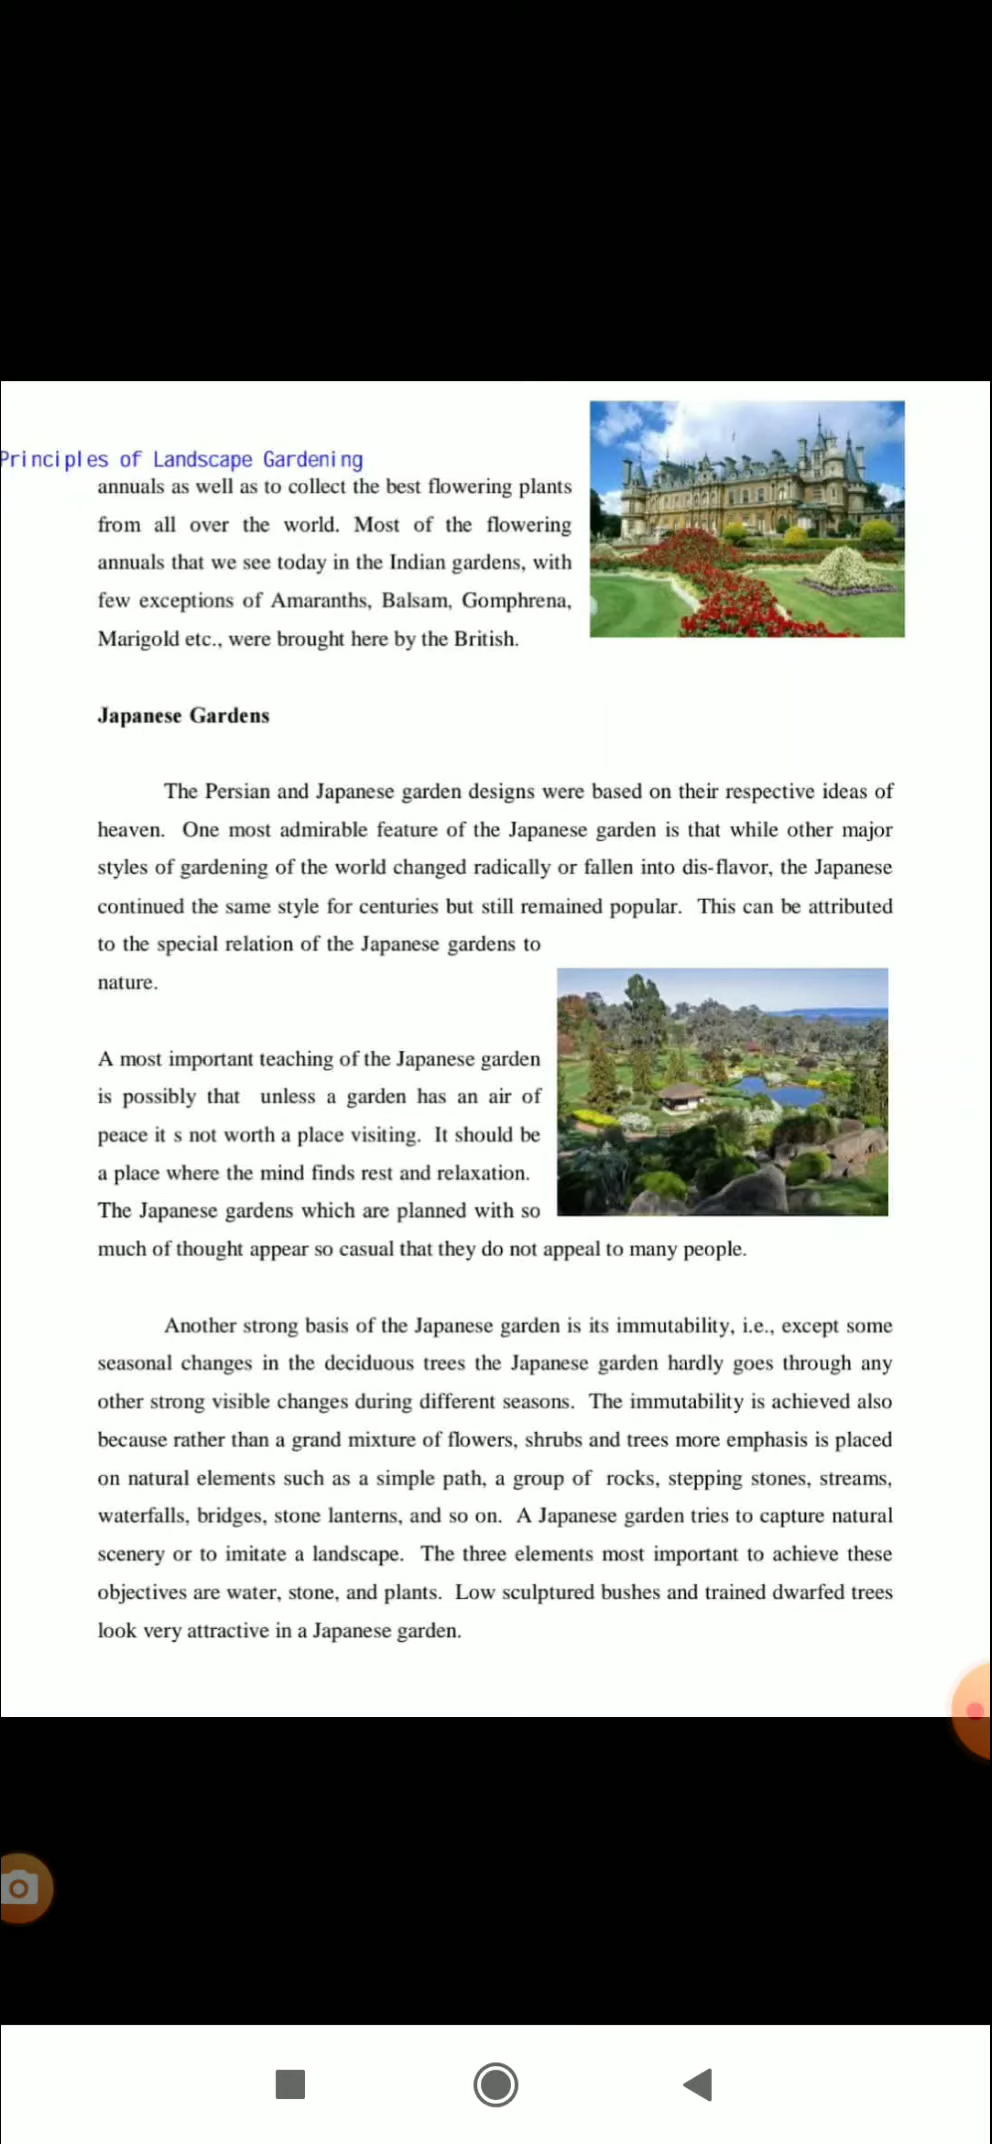 Principles of Landscape Gardening
annuals as well as to collect the best flowering plants
from all over the world. Most of the flowering
annuals that we see today in the Indian gardens, with
few exceptions of Amaranths, Balsam, Gomphrena,
Marigold etc., were brought here by the British.
Japanese Gardens
The Persian and Japanese garden designs were based on their respective ideas of
heaven. One most admirable feature of the Japanese garden is that while other major
styles of gardening of the world changed radically or fallen into dis-flavor, the Japanese
continued the same style for centuries but still remained popular. This can be attributed
to the special relation of the Japanese gardens to
nature.
A most important teaching of the Japanese garden
is possibly that unless a garden has an air of
peace it s not worth a place visiting. It should be
a place where the mind finds rest and relaxation.
The Japanese gardens which are planned with so
much of thought appear so casual that they do not appeal to many people.
Another strong basis of the Japanese garden is its immutability, i.e., except some
seasonal changes in the deciduous trees the Japanese garden hardly goes through any
other strong visible changes during different seasons. The immutability is achieved also
because rather than a grand mixture of flowers, shrubs and trees more emphasis is placed
on natural elements such as a simple path, a group of rocks, stepping stones, streams,
waterfalls, bridges, stone lanterns, and so on. A Japanese garden tries to capture natural
scenery or to imitate a landscape. The three elements most important to achieve these
objectives are water, stone, and plants. Low sculptured bushes and trained dwarfed trees
look very attractive in a Japanese garden.